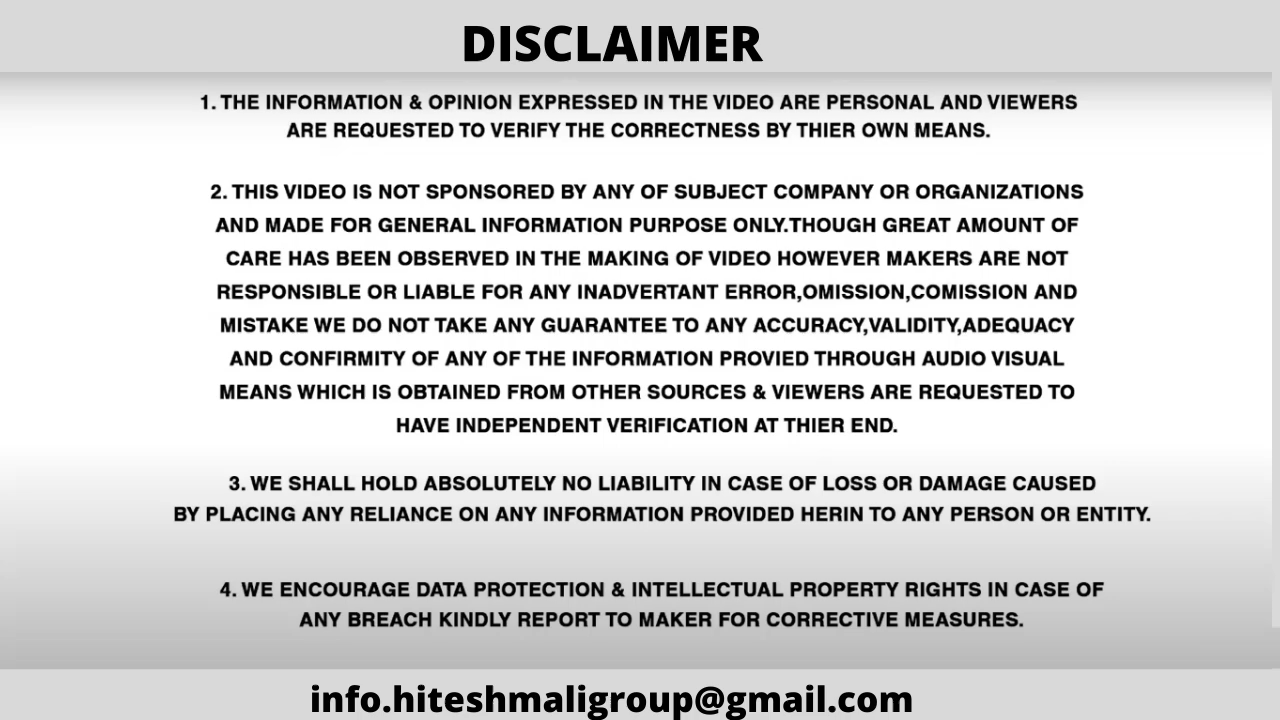 DISCLAIMER
1. THE INFORMATION & OPINION EXPRESSED IN THE VIDEO ARE PERSONAL AND VIEWERS
ARE REQUESTED TO VERIFY THE CORRECTNESS BY THIER OWN MEANS.
2. THIS VIDEO IS NOT SPONSORED BY ANY OF SUBJECT COMPANY OR ORGANIZATIONS
AND MADE FOR GENERAL INFORMATION PURPOSE ONLY.THOUGH GREAT AMOUNT OF
CARE HAS BEEN OBSERVED IN THE MAKING OF VIDEO HOWEVER MAKERS ARE NOT
RESPONSIBLE OR LIABLE FOR ANY INADVERTANT ERROR,OMISSION,COMISSION AND
MISTAKE WE DO NOT TAKE ANY GUARANTEE TO ANY ACCURACY,VALIDITY,ADEQUACY
AND CONFIRMITY OF ANY OF THE INFORMATION PROVIED THROUGH AUDIO VISUAL
MEANS WHICH IS OBTAINED FROM OTHER SOURCES & VIEWERS ARE REQUESTED TO
HAVE INDEPENDENT VERIFICATION AT THIER END.
3. WE SHALL HOLD ABSOLUTELY NO LIABILITY IN CASE OF LOSS OR DAMAGE CAUSED
BY PLACING ANY RELIANCE ON ANY INFORMATION PROVIDED HERIN TO ANY PERSON OR ENTITY.
4. WE ENCOURAGE DATA PROTECTION & INTELLECTUAL PROPERTY RIGHTS IN CASE OF
ANY BREACH KINDLY REPORT TO MAKER FOR CORRECTIVE MEASURES.
info.hiteshmaligroup@gmail.com